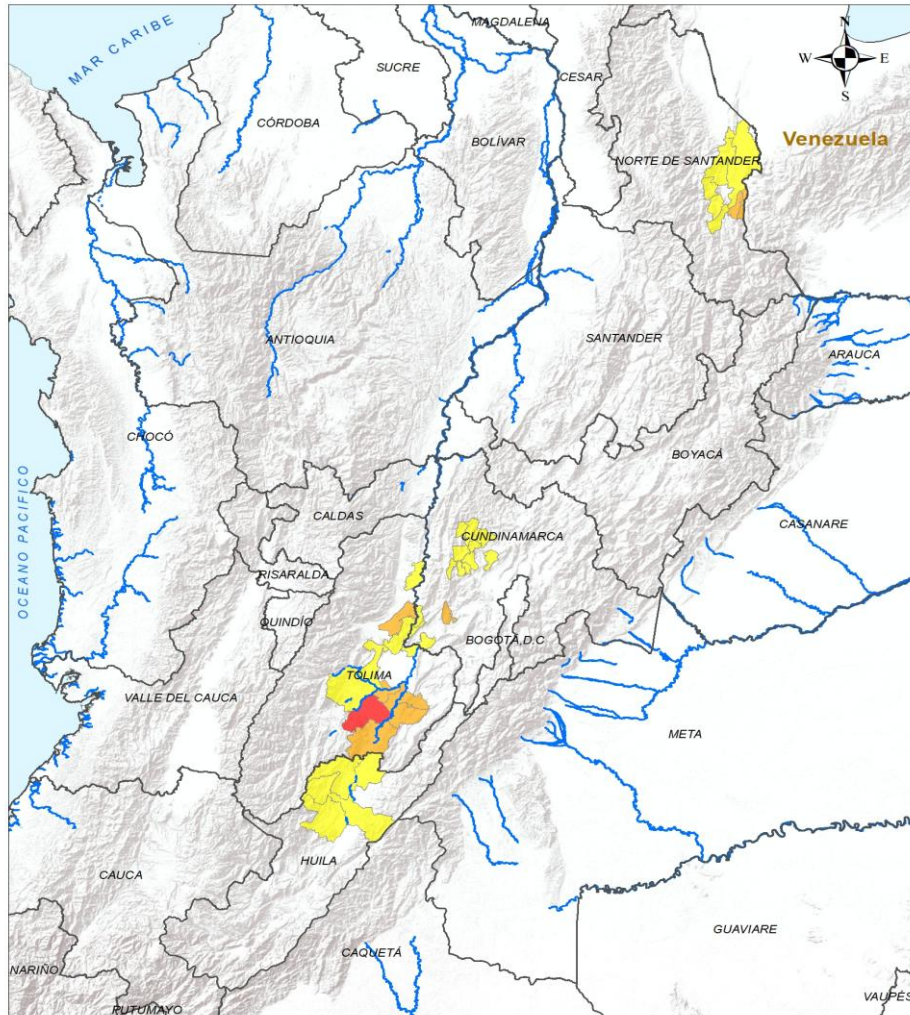 MAGDALENA
N
MAR CARIBE
W
E
SUCRE
CESAR
S
CÓRDOBA
BOLÍVAR
Venezuela
NORTE DE SANTANDER
ANTIOQUIA
SANTANDER
ARAUCA
CHOCÓ
BOYACÁ
OCEANO PACIFICO
CALDAS
CUNDINAMARCA
CASANARE
RISARALDA
QUINDÍO
BOGOTÁ,D.C
TOLIMA
VALLE DEL CAUCA
META
HUILA
CAUCA
GUAVIARE
CAQUETÁ
NARIÑO
VAUPÉS
PUTUMAYO